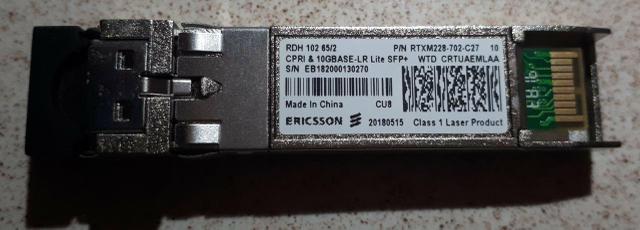 RDH 102 65/2 P/N RTXM228-702-C27 10
CPRI & 10GBASE-LR Lite SFP+ WTD CRTUAEMLAA
S/N EB182000130270
Made In China CU8
ERICSSON 20180515 Class 1 Laser Product